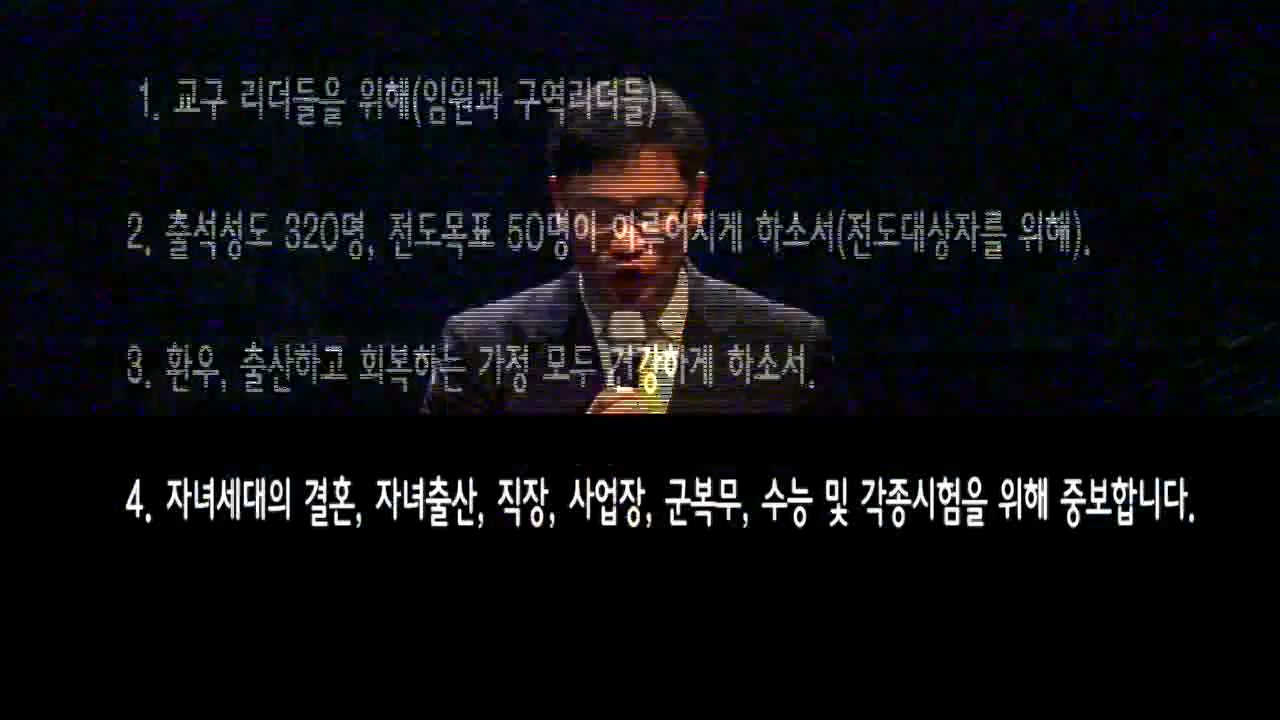 1. 교구 리더들을 위해(임원과 구역리더들)
2. 출석성도 320명, 전도목표 50명이 이루어지게 하소서(전도대상자를 위해).
3. 환우, 출산하고 회복하는 가정 모두 건강하게 하소서.
4. 자녀세대의 결혼, 자녀출산, 직장, 사업장, 군복무, 수능 및 각종시험을 위해 중보합니다.